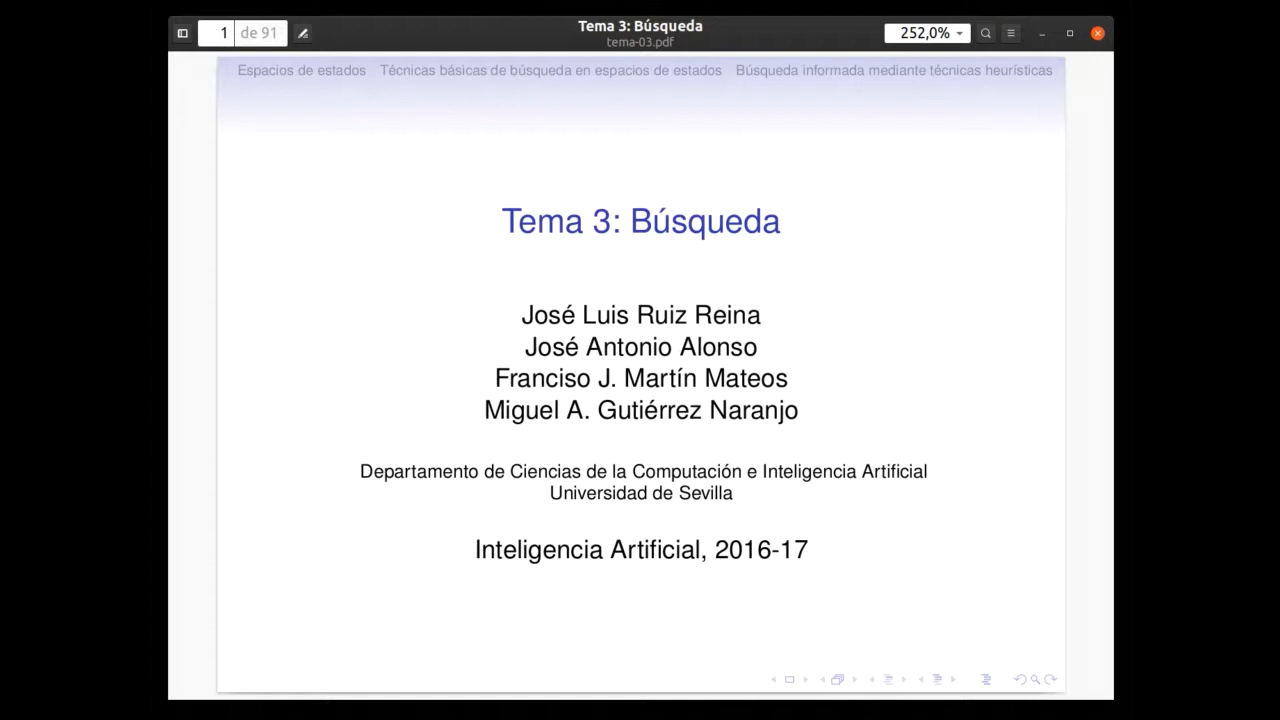 1 de 91
Tema 3: Búsqueda
tema-03.pdf
252,0%
Espacios de estados Técnicas básicas de búsqueda en espacios de estados Búsqueda informada mediante técnicas heurísticas
Tema 3: Búsqueda
José Luis Ruiz Reina
José Antonio Alonso
Franciso J. Martín Mateos
Miguel A. Gutiérrez Naranjo
Departamento de Ciencias de la Computación e Inteligencia Artificial
Universidad de Sevilla
Inteligencia Artificial, 2016-17